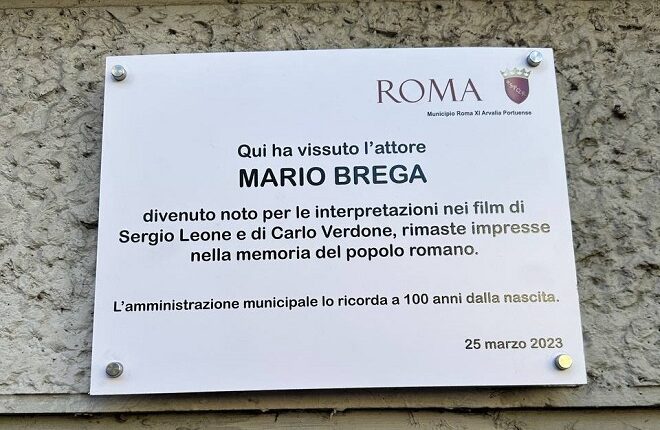 ROMA
Municipio Roma XI Arvalia Portuense
Qui ha vissuto l'attore
MARIO BREGA
divenuto noto per le interpretazioni nei film di
Sergio Leone e di Carlo Verdone, rimaste impresse
nella memoria del popolo romano.
L'amministrazione municipale lo ricorda a 100 anni dalla nascita.
25 marzo 2023